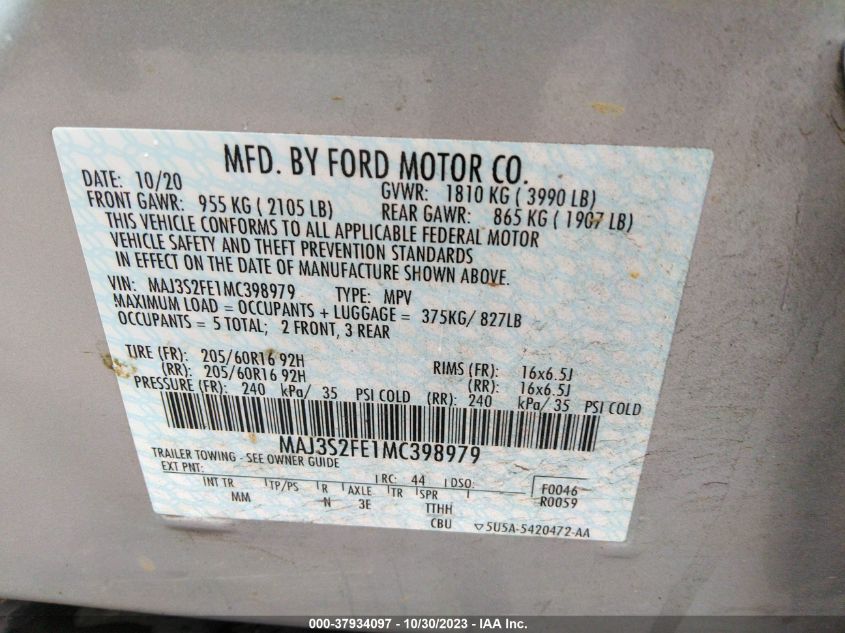 MFD. BY FORD MOTOR CO.
DATE: 10/20 GVWR: 1810 KG ( 3990 LB)
FRONT GAWR: 955 KG ( 2105 LB) REAR GAWR: 865 KG ( 1907 LB)
THIS VEHICLE CONFORMS TO ALL APPLICABLE FEDERAL MOTOR
VEHICLE SAFETY AND THEFT PREVENTION STANDARDS
IN EFFECT ON THE DATE OF MANUFACTURE SHOWN ABOVE.
VIN: MAJ3S2FE1MC398979 TYPE: MPV
MAXIMUM LOAD = OCCUPANTS + LUGGAGE = 375KG/ 827LB
OCCUPANTS = 5 TOTAL; 2 FRONT, 3 REAR
TIRE (FR): 205/60R16 92H RIMS (FR): 16x6.5J
(RR): 205/60R16 92H (RR): 16x6.5J
PRESSURE (FR): 240 kPa/ 35 PSI COLD (RR): 240 kPa/ 35 PSI COLD
MAJ3S2FE1MC398979
TRAILER TOWING - SEE OWNER GUIDE
EXT PNT: RC: 44 DSO: F0046
INT TR TP/PS R AXLE TR SPR R0059
MM N 3E TTHH
CBU 5U5A-5420472-AA
000-37934097 - 10/30/2023 - IAA Inc.